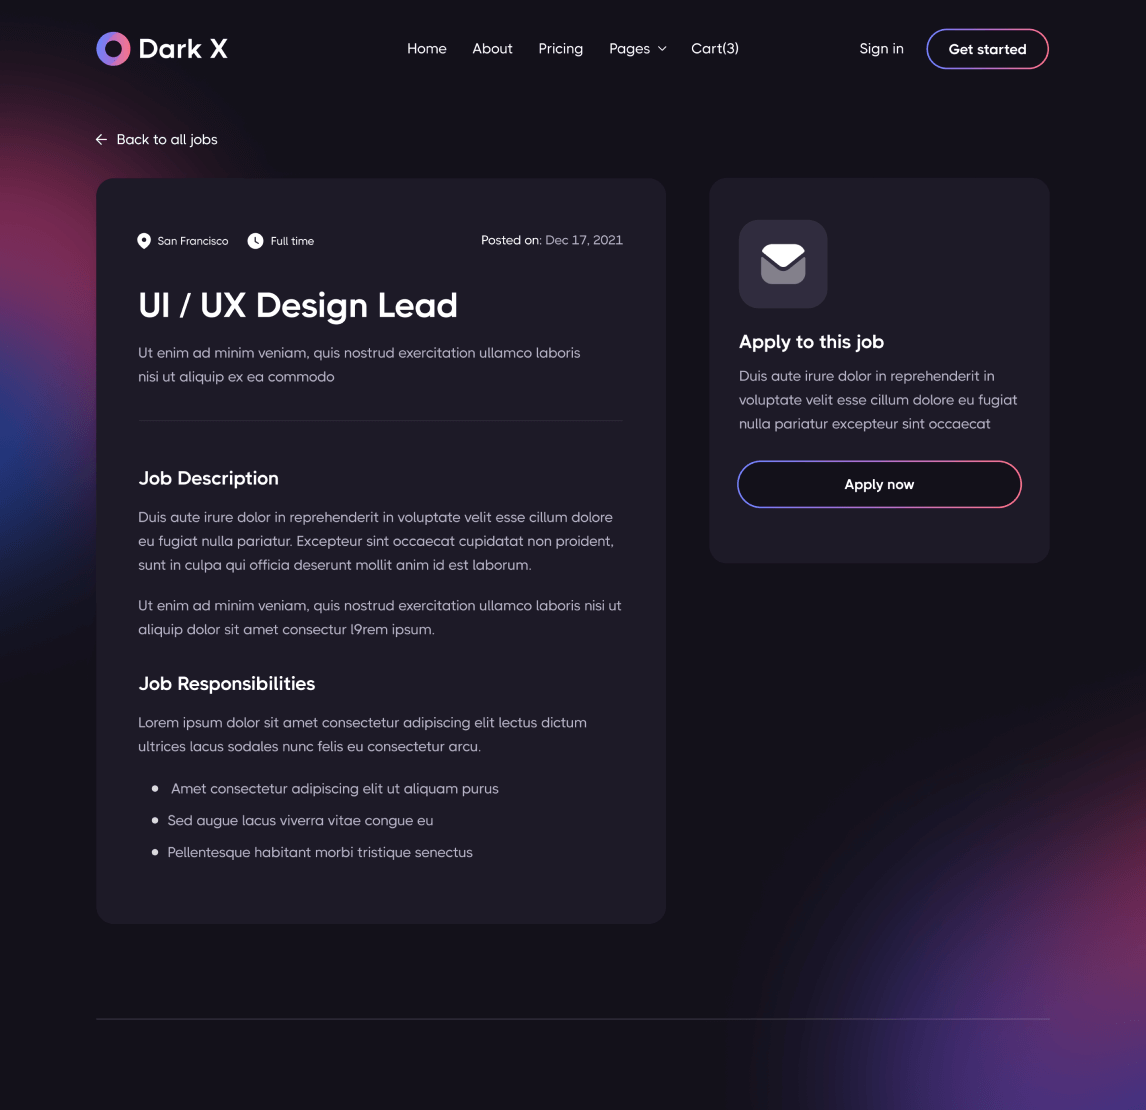 Dark X
Home About Pricing Pages Cart(3)
Sign in Get started
Back to all jobs
San Francisco Full time Posted on: Dec 17, 2021
UI / UX Design Lead
Ut enim ad minim veniam, quis nostrud exercitation ullamco laboris
nisi ut aliquip ex ea commodo
Job Description
Duis aute irure dolor in reprehenderit in voluptate velit esse cillum dolore
eu fugiat nulla pariatur. Excepteur sint occaecat cupidatat non proident,
sunt in culpa qui officia deserunt mollit anim id est laborum.
Ut enim ad minim veniam, quis nostrud exercitation ullamco laboris nisi ut
aliquip dolor sit amet consectur l9rem ipsum.
Job Responsibilities
Lorem ipsum dolor sit amet consectetur adipiscing elit lectus dictum
ultrices lacus sodales nunc felis eu consectetur arcu.
Amet consectetur adipiscing elit ut aliquam purus
Sed augue lacus viverra vitae congue eu
Pellentesque habitant morbi tristique senectus
Apply to this job
Duis aute irure dolor in reprehenderit in
voluptate velit esse cillum dolore eu fugiat
nulla pariatur excepteur sint occaecat
Apply now